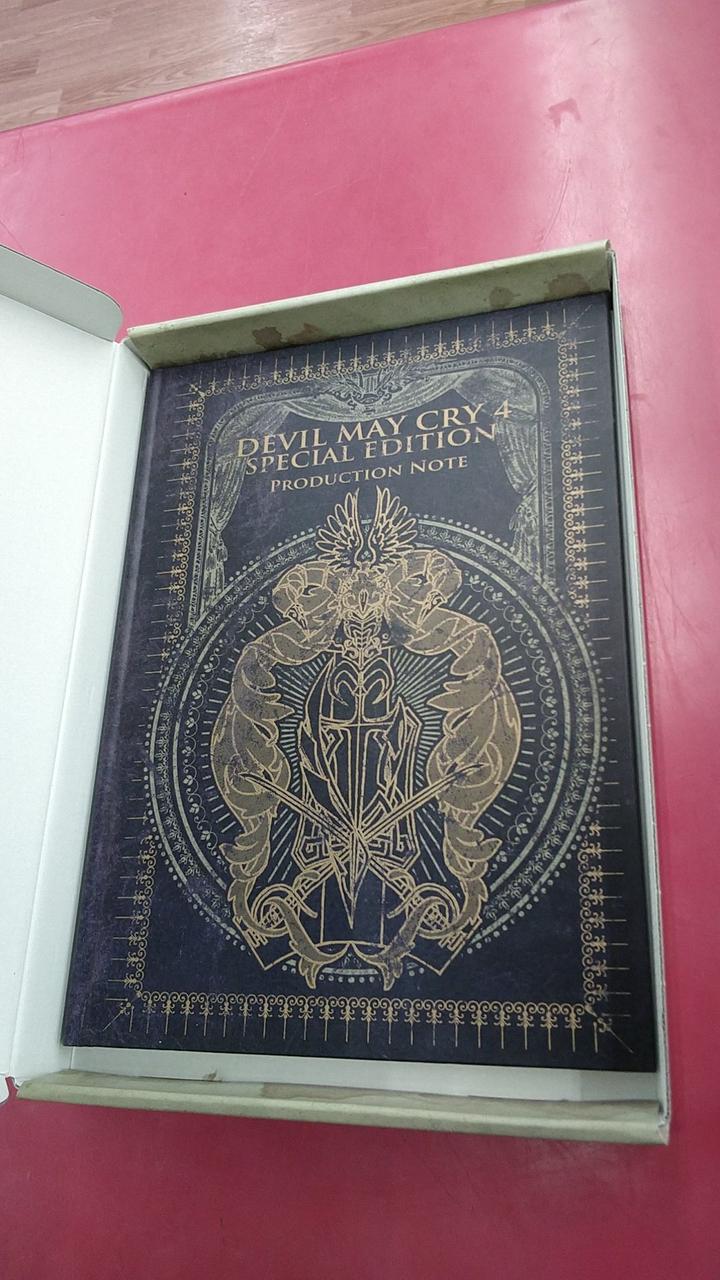 DEVIL MAY CRY 4
SPECIAL EDITION
PRODUCTION NOTE